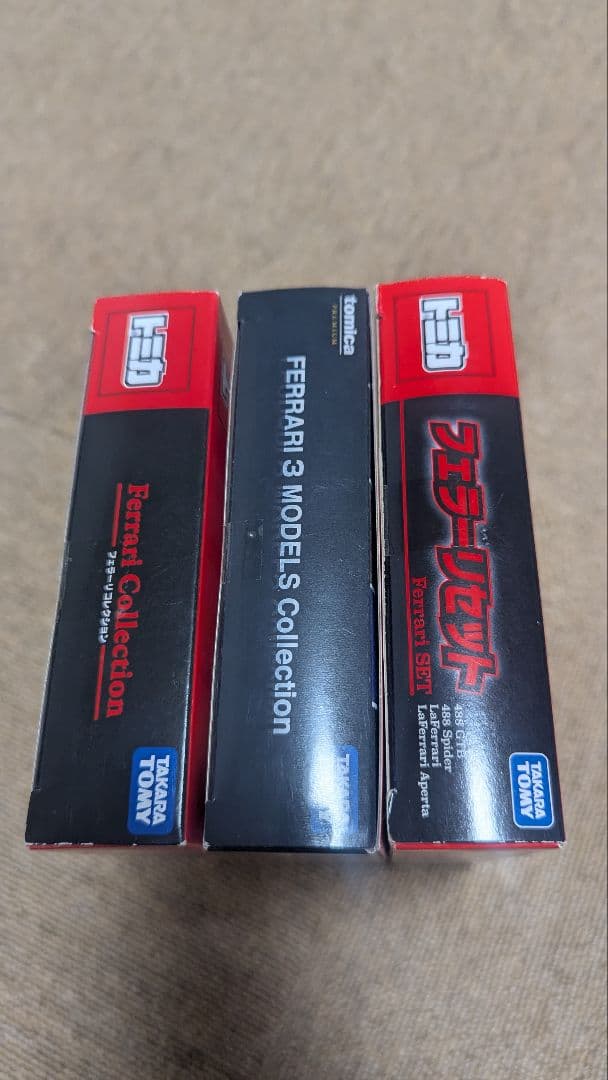 トミカ
Ferrari Collection
フェラーリコレクション
TAKARA
TOMY
tomica
PREMIUM
FERRARI 3 MODELS Collection
TAKARA
TOMY
トミカ
フェラーリセット
Ferrari SET
488 GTB
488 Spider
LaFerrari
LaFerrari Aperta
TAKARA
TOMY